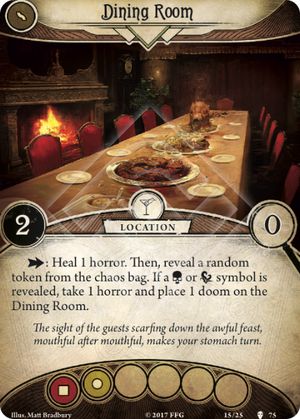 Dining Room
2
LOCATION
0
: Heal 1 horror. Then, reveal a random
token from the chaos bag. If a or symbol is
revealed, take 1 horror and place 1 doom on the
Dining Room.
The sight of the guests scarfing down the awful feast,
mouthful after mouthful, makes your stomach turn.
Illus. Matt Bradbury © 2017 FFG 15/25 75